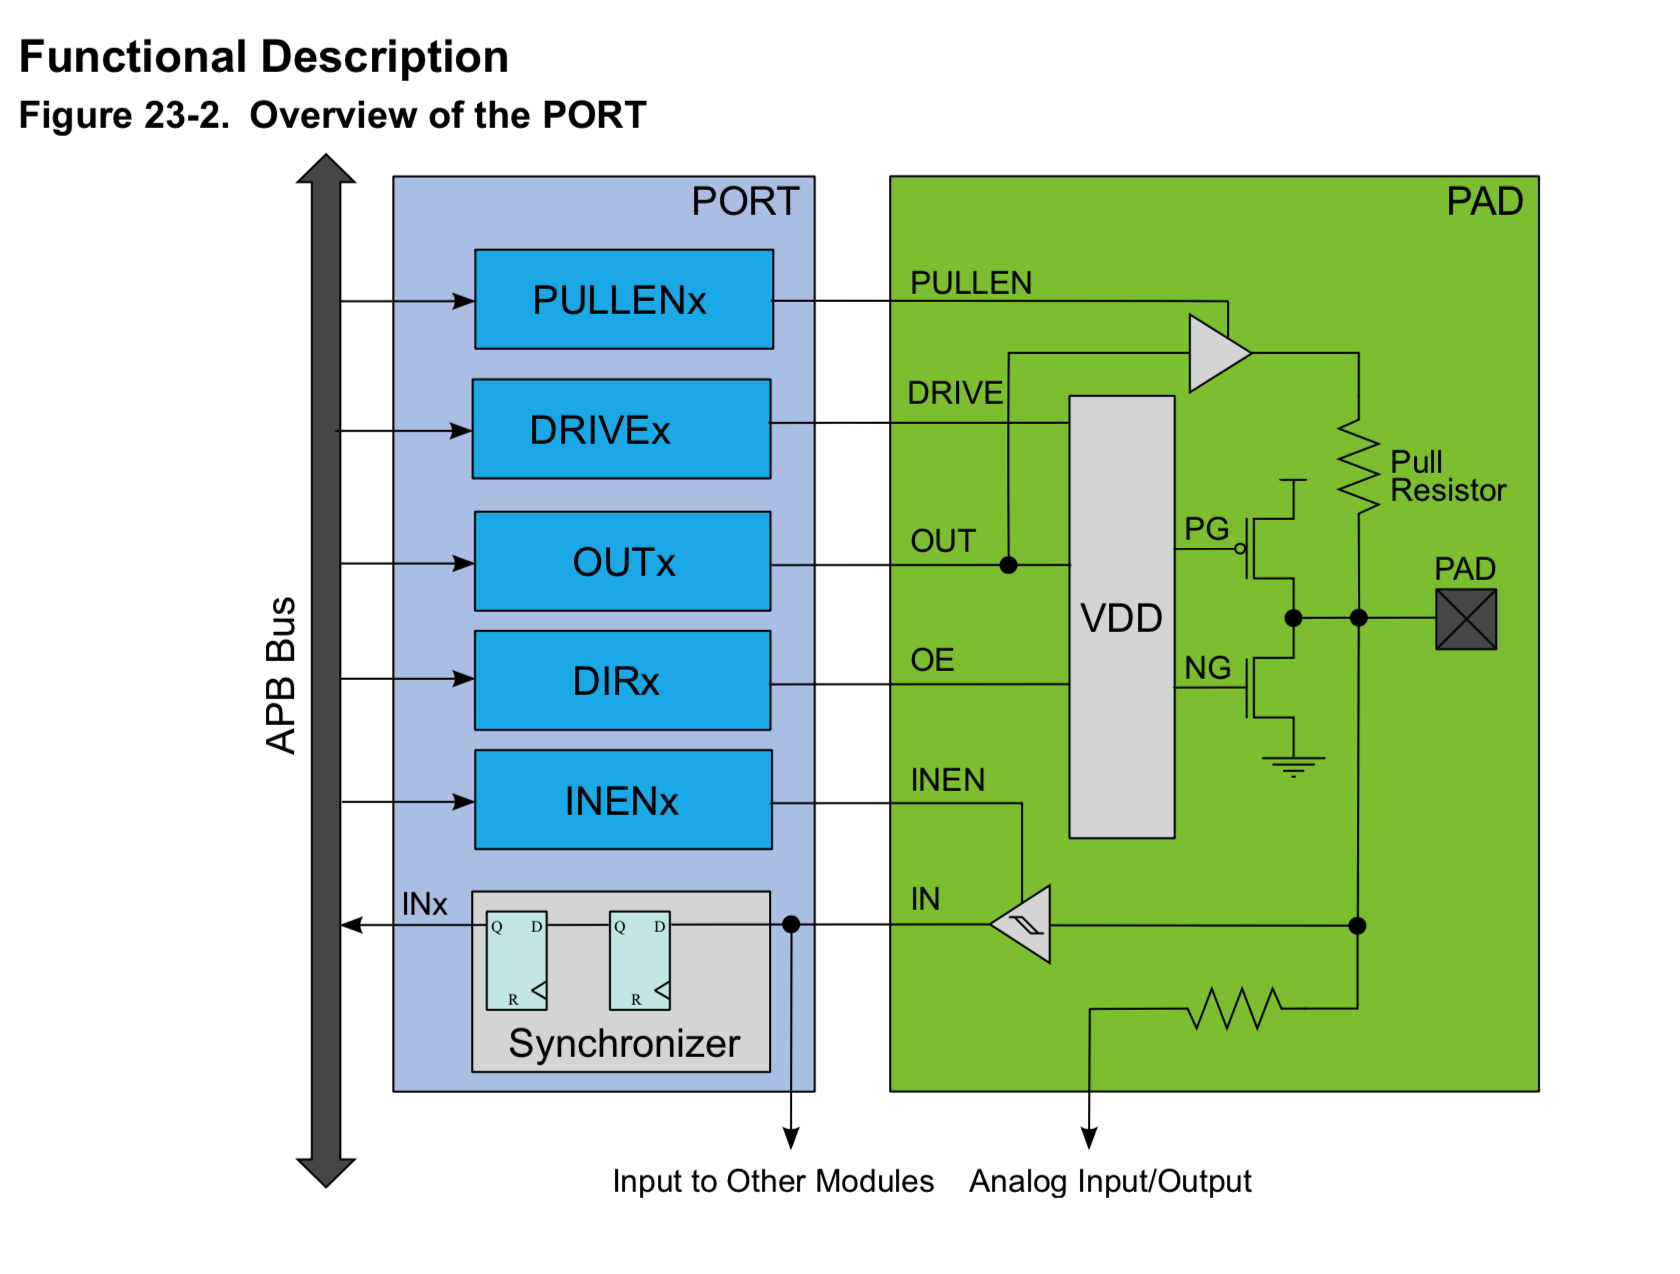 Functional Description
Figure 23-2. Overview of the PORT
PORT
PAD
PULLENx
PULLEN
DRIVEx
DRIVE
Pull
Resistor
OUTx
OUT
PG
PAD
VDD
APB Bus
DIRx
OE
NG
INENx
INEN
INx
IN
Q D
Q D
R
R
Synchronizer
Input to Other Modules
Analog Input/Output